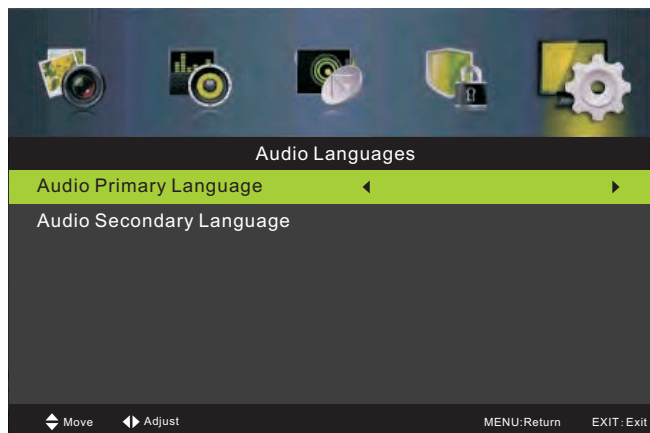 Audio Languages
Audio Primary Language
Audio Secondary Language
Move Adjust MENU:Return EXIT:Exit